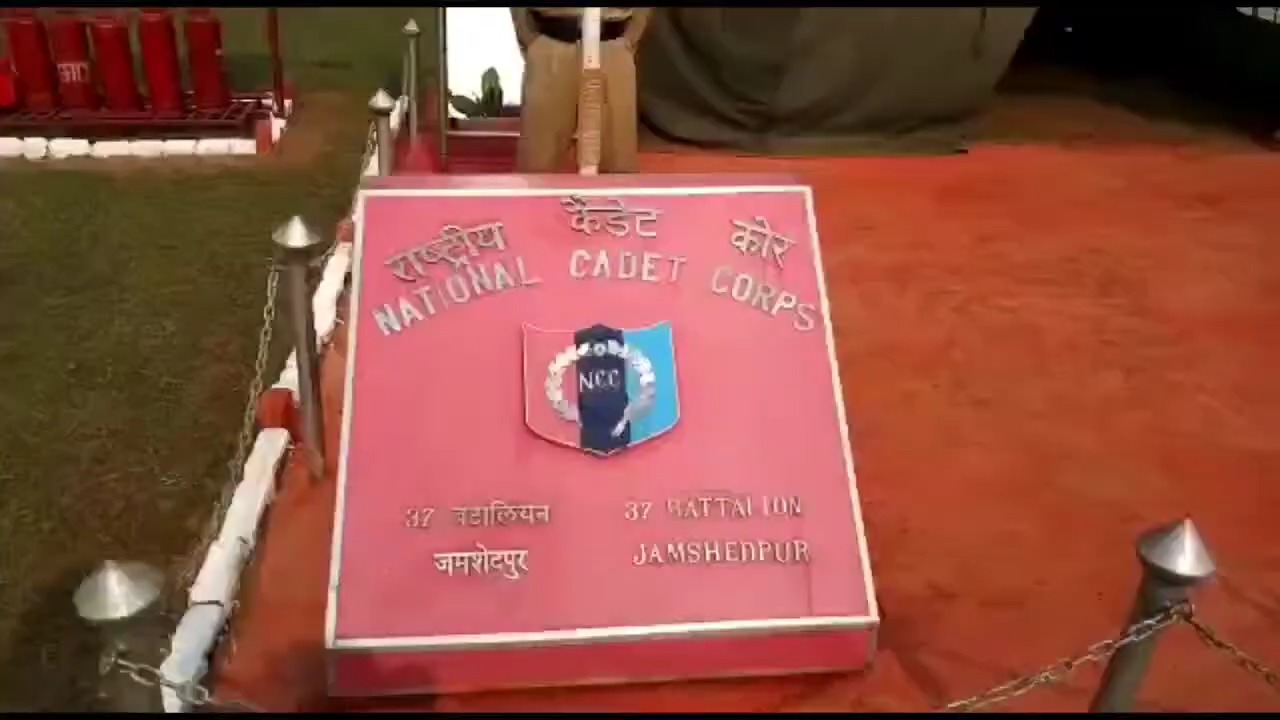 राष्ट्रीय कैडेट कोर
NATIONAL CADET CORPS
NCC
37 बटालियन
जमशेदपुर
37 BATTALION
JAMSHEDPUR